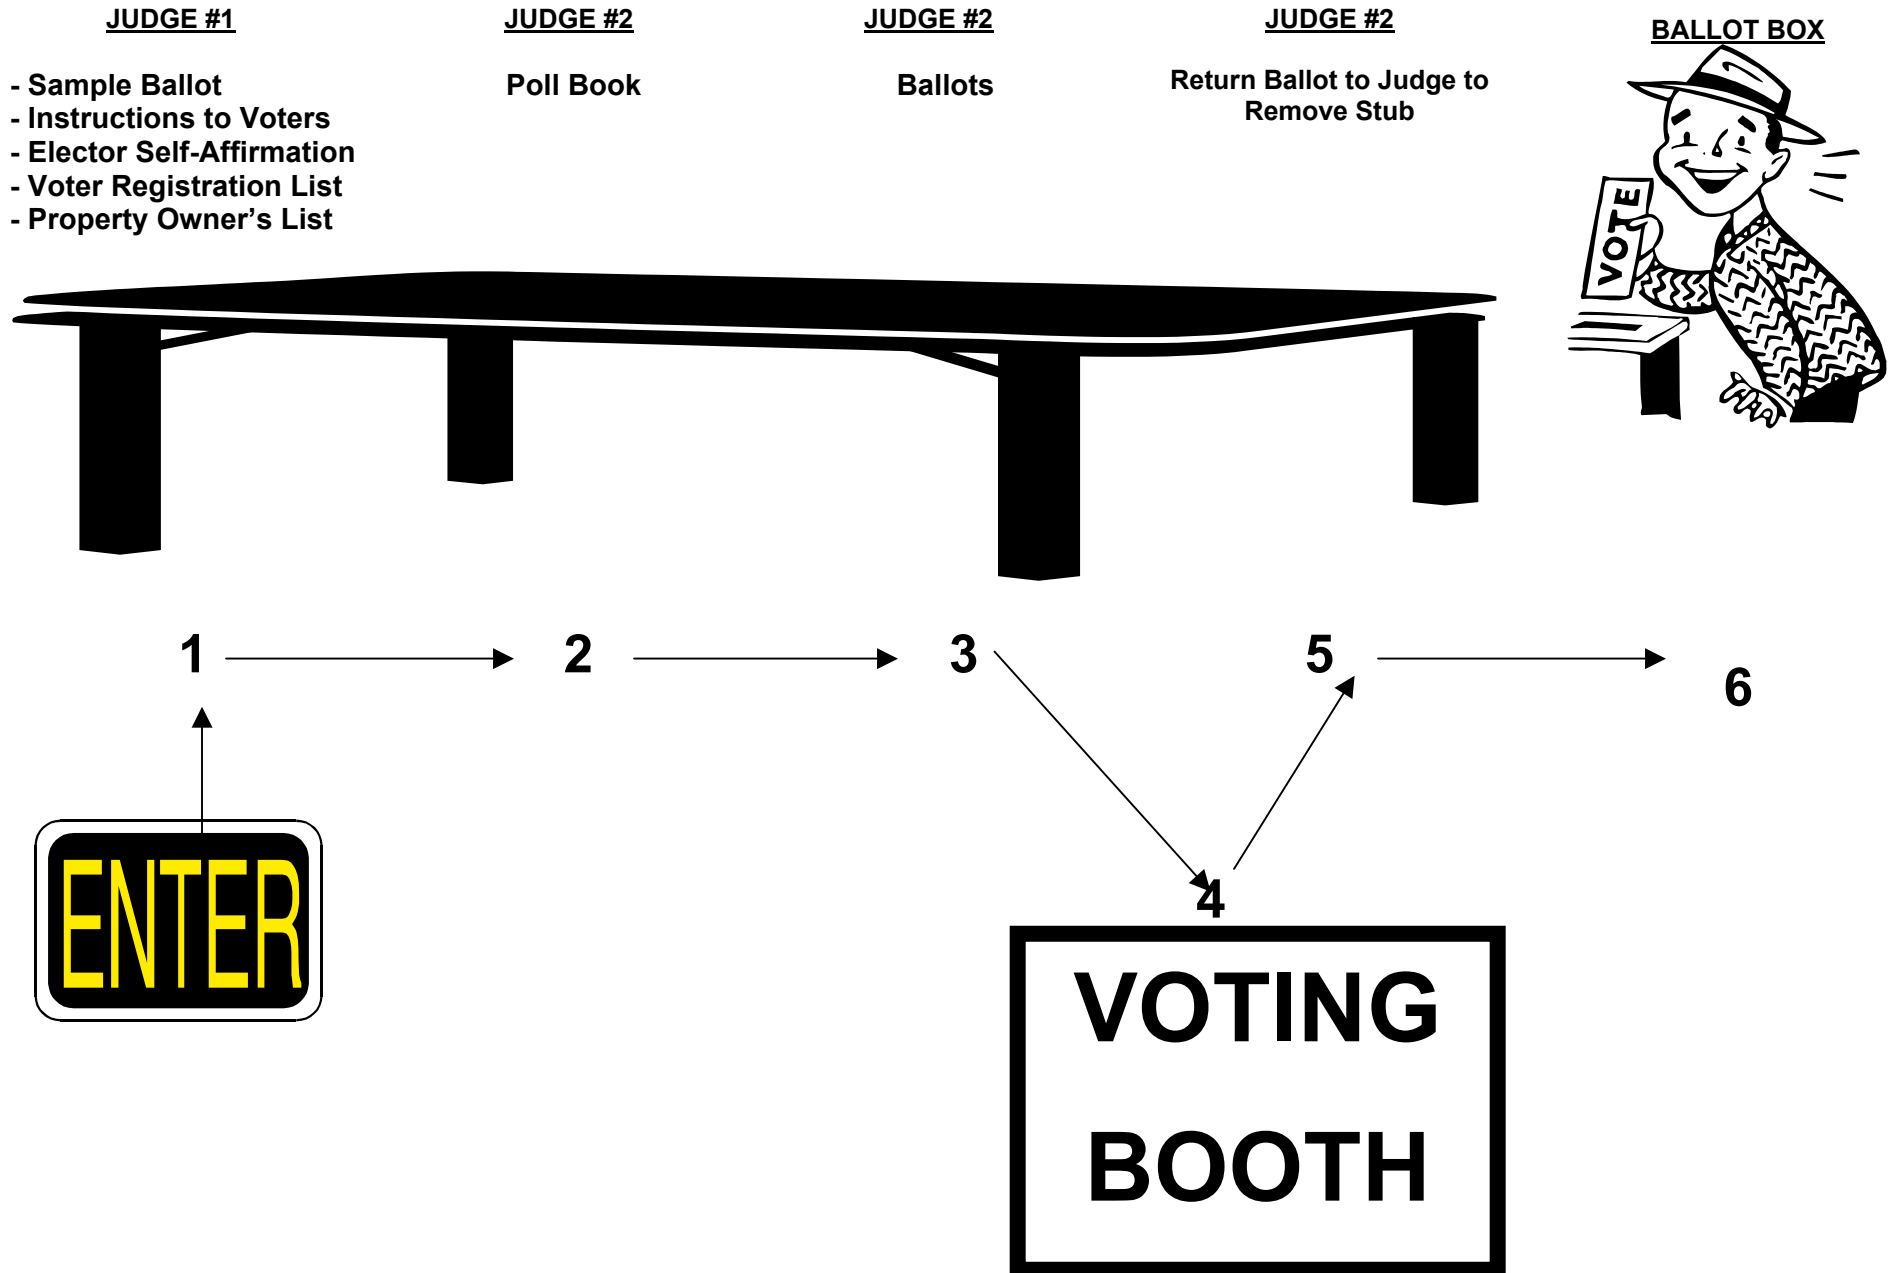 JUDGE #1
- Sample Ballot
- Instructions to Voters
- Elector Self-Affirmation
- Voter Registration List
- Property Owner’s List
JUDGE #2
Poll Book
JUDGE #2
Ballots
JUDGE #2
Return Ballot to Judge to
Remove Stub
BALLOT BOX
VOTE
1
2
3
5
6
4
ENTER
VOTING
BOOTH